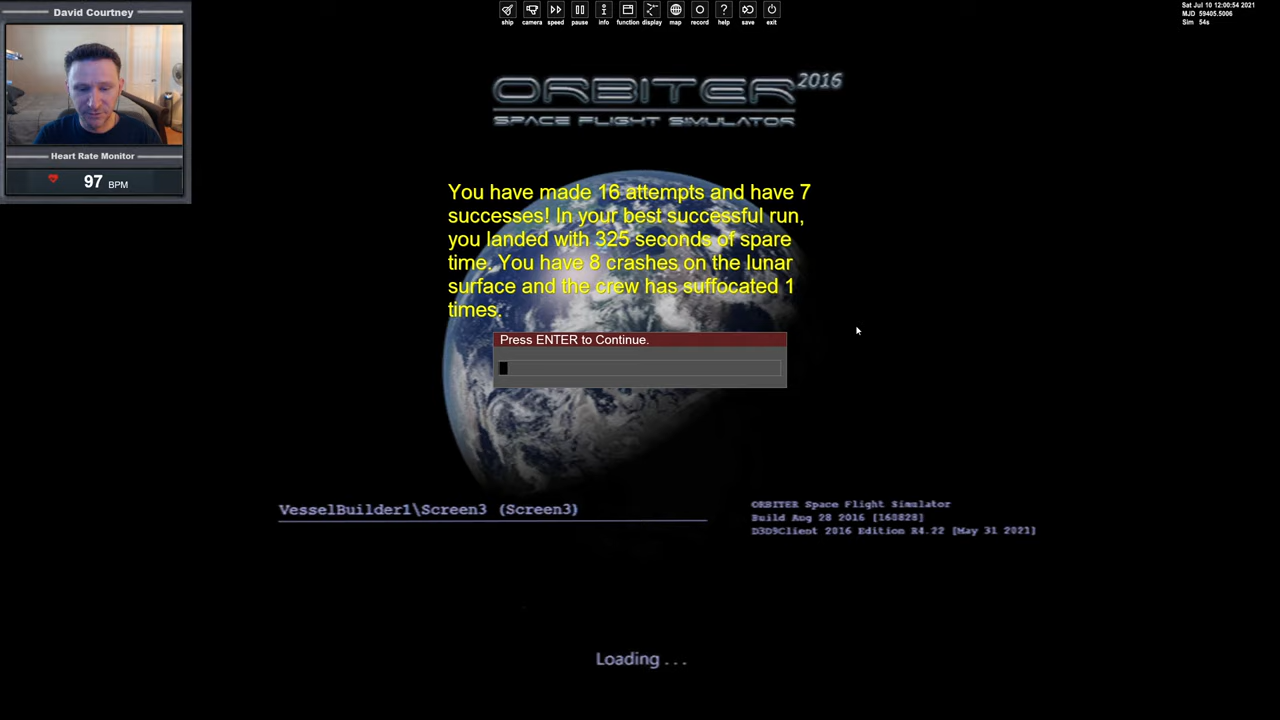 David Courtney
Heart Rate Monitor
97 BPM
ship camera speed pause info function display map record help save exit
Sat Jul 10 12:00:54 2021
MJD 59405.5006
Sim 54s
ORBITER 2016
SPACE FLIGHT SIMULATOR
You have made 16 attempts and have 7
successes! In your best successful run,
you landed with 325 seconds of spare
time. You have 8 crashes on the lunar
surface and the crew has suffocated 1
times.
Press ENTER to Continue.
VesselBuilder1\Screen3 (Screen3)
ORBITER Space Flight Simulator
Build Aug 28 2016 [160828]
D3D9Client 2016 Edition R4.22 [May 31 2021]
Loading . . .